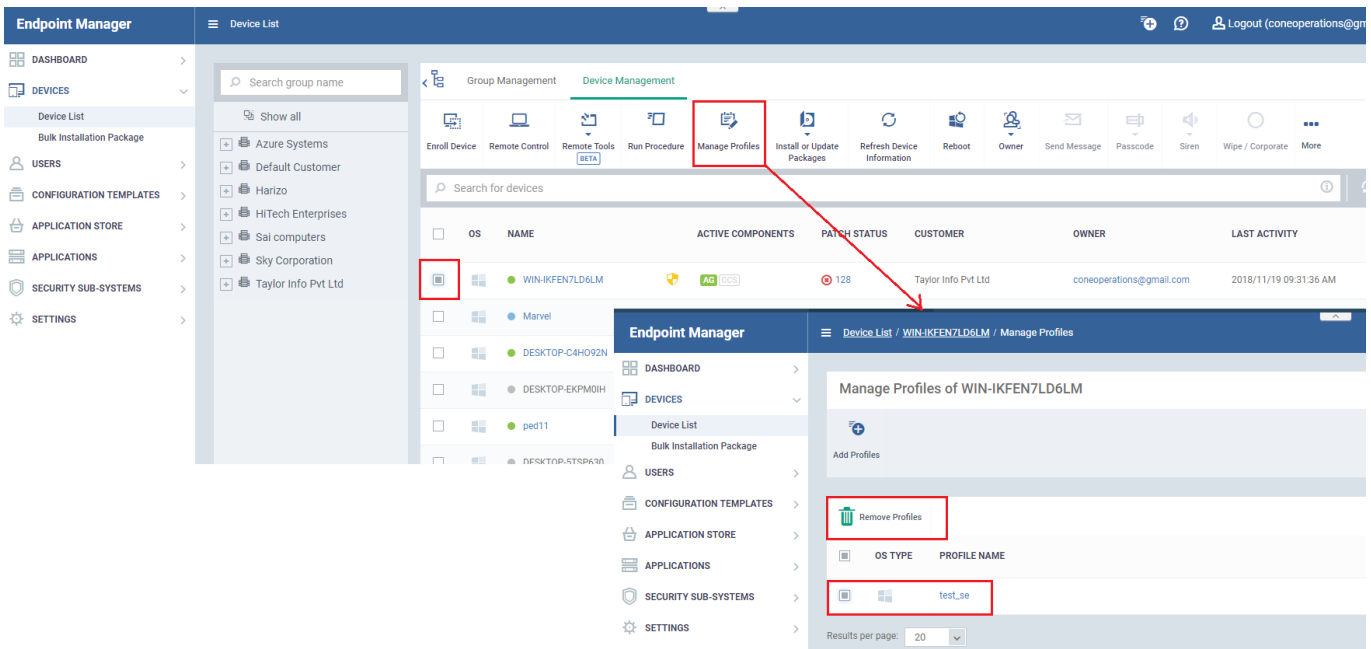 Endpoint Manager
Device List
Logout (coneoperations@gm
DASHBOARD
DEVICES
Device List
Bulk Installation Package
USERS
CONFIGURATION TEMPLATES
APPLICATION STORE
APPLICATIONS
SECURITY SUB-SYSTEMS
SETTINGS
Search group name
Show all
Azure Systems
Default Customer
Harizo
HiTech Enterprises
Sai computers
Sky Corporation
Taylor Info Pvt Ltd
Group Management Device Management
Enroll Device Remote Control Remote Tools Run Procedure Manage Profiles Install or Update Packages Refresh Device Information Reboot Owner Send Message Passcode Siren Wipe / Corporate More
BETA
Search for devices
OS NAME ACTIVE COMPONENTS PATCH STATUS CUSTOMER OWNER LAST ACTIVITY
WIN-IKFEN7LD6LM AG CCS 128 Taylor Info Pvt Ltd coneoperations@gmail.com 2018/11/19 09:31:36 AM
Marvel
DESKTOP-C4HO92N
DESKTOP-EKPM0IH
ped11
DESKTOP-5TSP630
Endpoint Manager
Device List / WIN-IKFEN7LD6LM / Manage Profiles
DASHBOARD
DEVICES
Device List
Bulk Installation Package
USERS
CONFIGURATION TEMPLATES
APPLICATION STORE
APPLICATIONS
SECURITY SUB-SYSTEMS
SETTINGS
Manage Profiles of WIN-IKFEN7LD6LM
Add Profiles
Remove Profiles
OS TYPE PROFILE NAME
test_se
Results per page: 20